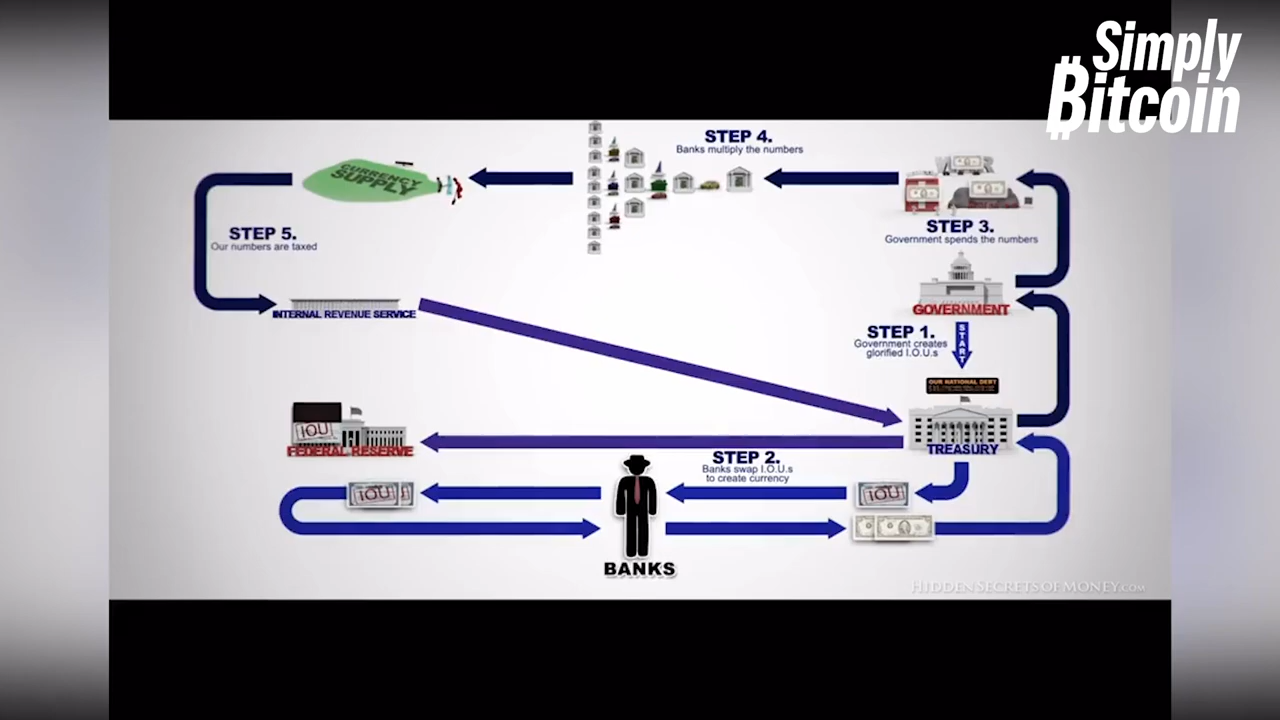 Simply
Bitcoin
STEP 4.
Banks multiply the numbers
CURRENCY
SUPPLY
STEP 5.
Our numbers are taxed
STEP 3.
Government spends the numbers
INTERNAL REVENUE SERVICE
GOVERNMENT
STEP 1.
Government creates
glorified I.O.U.s
START
OUR NATIONAL DEBT
IOU
FEDERAL RESERVE
TREASURY
STEP 2.
Banks swap I.O.U.s
to create currency
IOU
IOU
BANKS
HIDDENSECRETSOFMONEY.COM